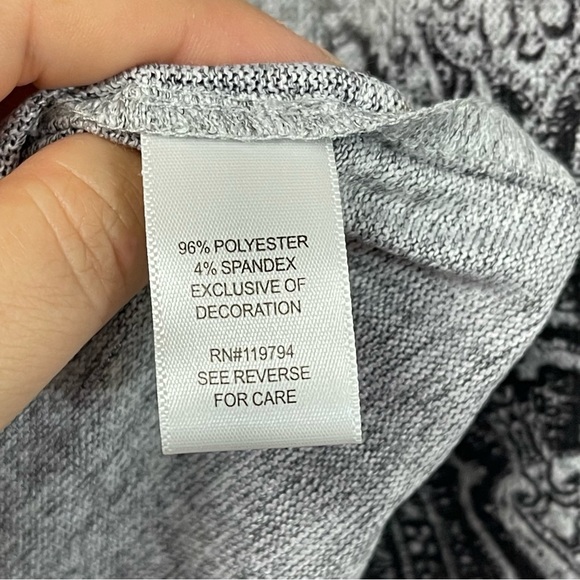 96% POLYESTER
4% SPANDEX
EXCLUSIVE OF
DECORATION
RN#119794
SEE REVERSE
FOR CARE